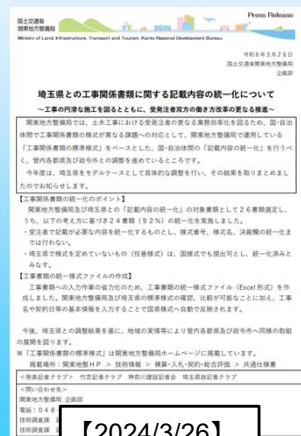 国土交通省
関東地方整備局
Press Release
Ministry of Land, Infrastructure, Transport and Tourism, Kanto Regional Development Bureau
令和6年3月26日
国土交通省関東地方整備局
企画部
埼玉県との工事関係書類に関する記載内容の統一化について
～工事の円滑な施工を図るとともに、受発注者双方の働き方改革の更なる推進～
関東地方整備局では、土木工事における受発注者の更なる業務効率化を図るため、国・自治
体間で工事関係書類の様式が異なる課題への対応として、関東地方整備局で運用している
「工事関係書類の標準様式」をベースとした、国・自治体間の「記載内容の統一化」を行うべ
く、管内各都県及び政令市との調整を進めているところです。
今年度は、埼玉県をモデルケースとして具体的な調整を行い、その結果を取りまとめまし
たのでお知らせします。
【工事関係書類の統一化のポイント】
関東地方整備局及び埼玉県との「記載内容の統一化」の対象書類として26書類選定し、
うち、以下の考え方に基づき24書類（92％）の統一化を実施しました。
・受注者で記載が必要な内容を統一化するものとし、様式番号、様式名、決裁欄の統一化ま
では行わない。
・埼玉県で様式を定めていないもの（任意様式）は、国様式でも提出可とし、統一化済みと
みなす。
【工事書類の統一様式ファイルの作成】
工事書類への入力作業の省力化のため、工事書類の統一様式ファイル（Excel 形式）を作
成しました。関東地方整備局及び埼玉県の標準様式の確認、比較が可能なことに加え、工事
名や契約日等の基本情報を入力することで国県様式へ自動で反映されます。
今後、埼玉県との調整結果を基に、地域の実情等により管内各都県及び政令市へ同様の取組
の展開を図ります。
※「工事関係書類の標準様式」は関東地方整備局ホームページに掲載しています。
掲載場所：関東地整HP ＞ 技術情報 ＞ 積算・入札・契約・総合評価 ＞ 共通仕様書
＜発表記者クラブ＞ 竹芝記者クラブ 神奈川建設記者会 埼玉県政記者クラブ
＜問い合わせ先＞
関東地方整備局 企画部
電話：048
技術調査
技術調査
【2024/3/26】